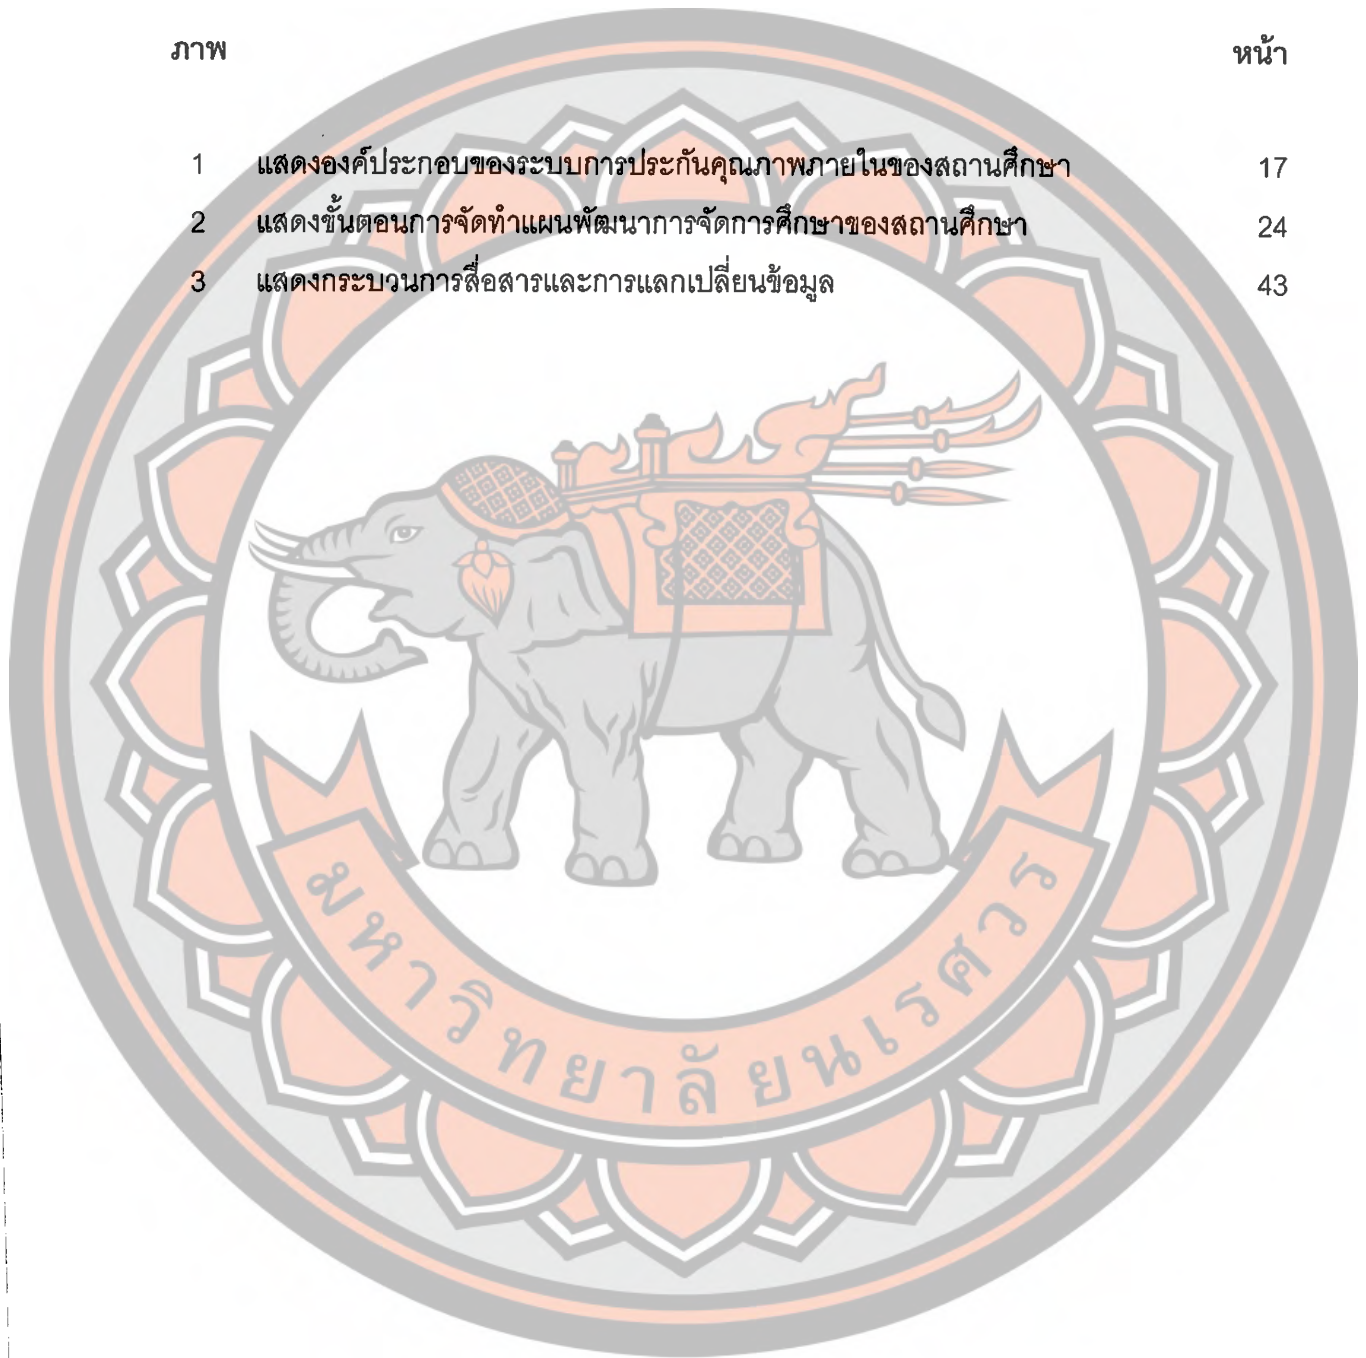 ภาพ หน้า
1 แสดงองค์ประกอบของระบบการประกันคุณภาพภายในของสถานศึกษา 17
2 แสดงขั้นตอนการจัดทำแผนพัฒนาการจัดการศึกษาของสถานศึกษา 24
3 แสดงกระบวนการสื่อสารและการแลกเปลี่ยนข้อมูล 43
มหาวิทยาลัยนเรศวร